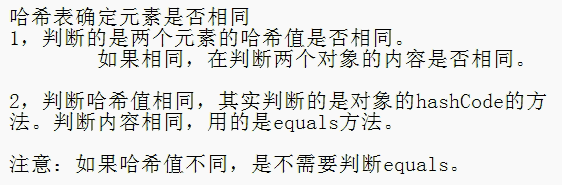 哈希表确定元素是否相同
1，判断的是两个元素的哈希值是否相同。
如果相同，在判断两个对象的内容是否相同。
2，判断哈希值相同，其实判断的是对象的hashCode的方
法。判断内容相同，用的是equals方法。
注意：如果哈希值不同，是不需要判断equals。